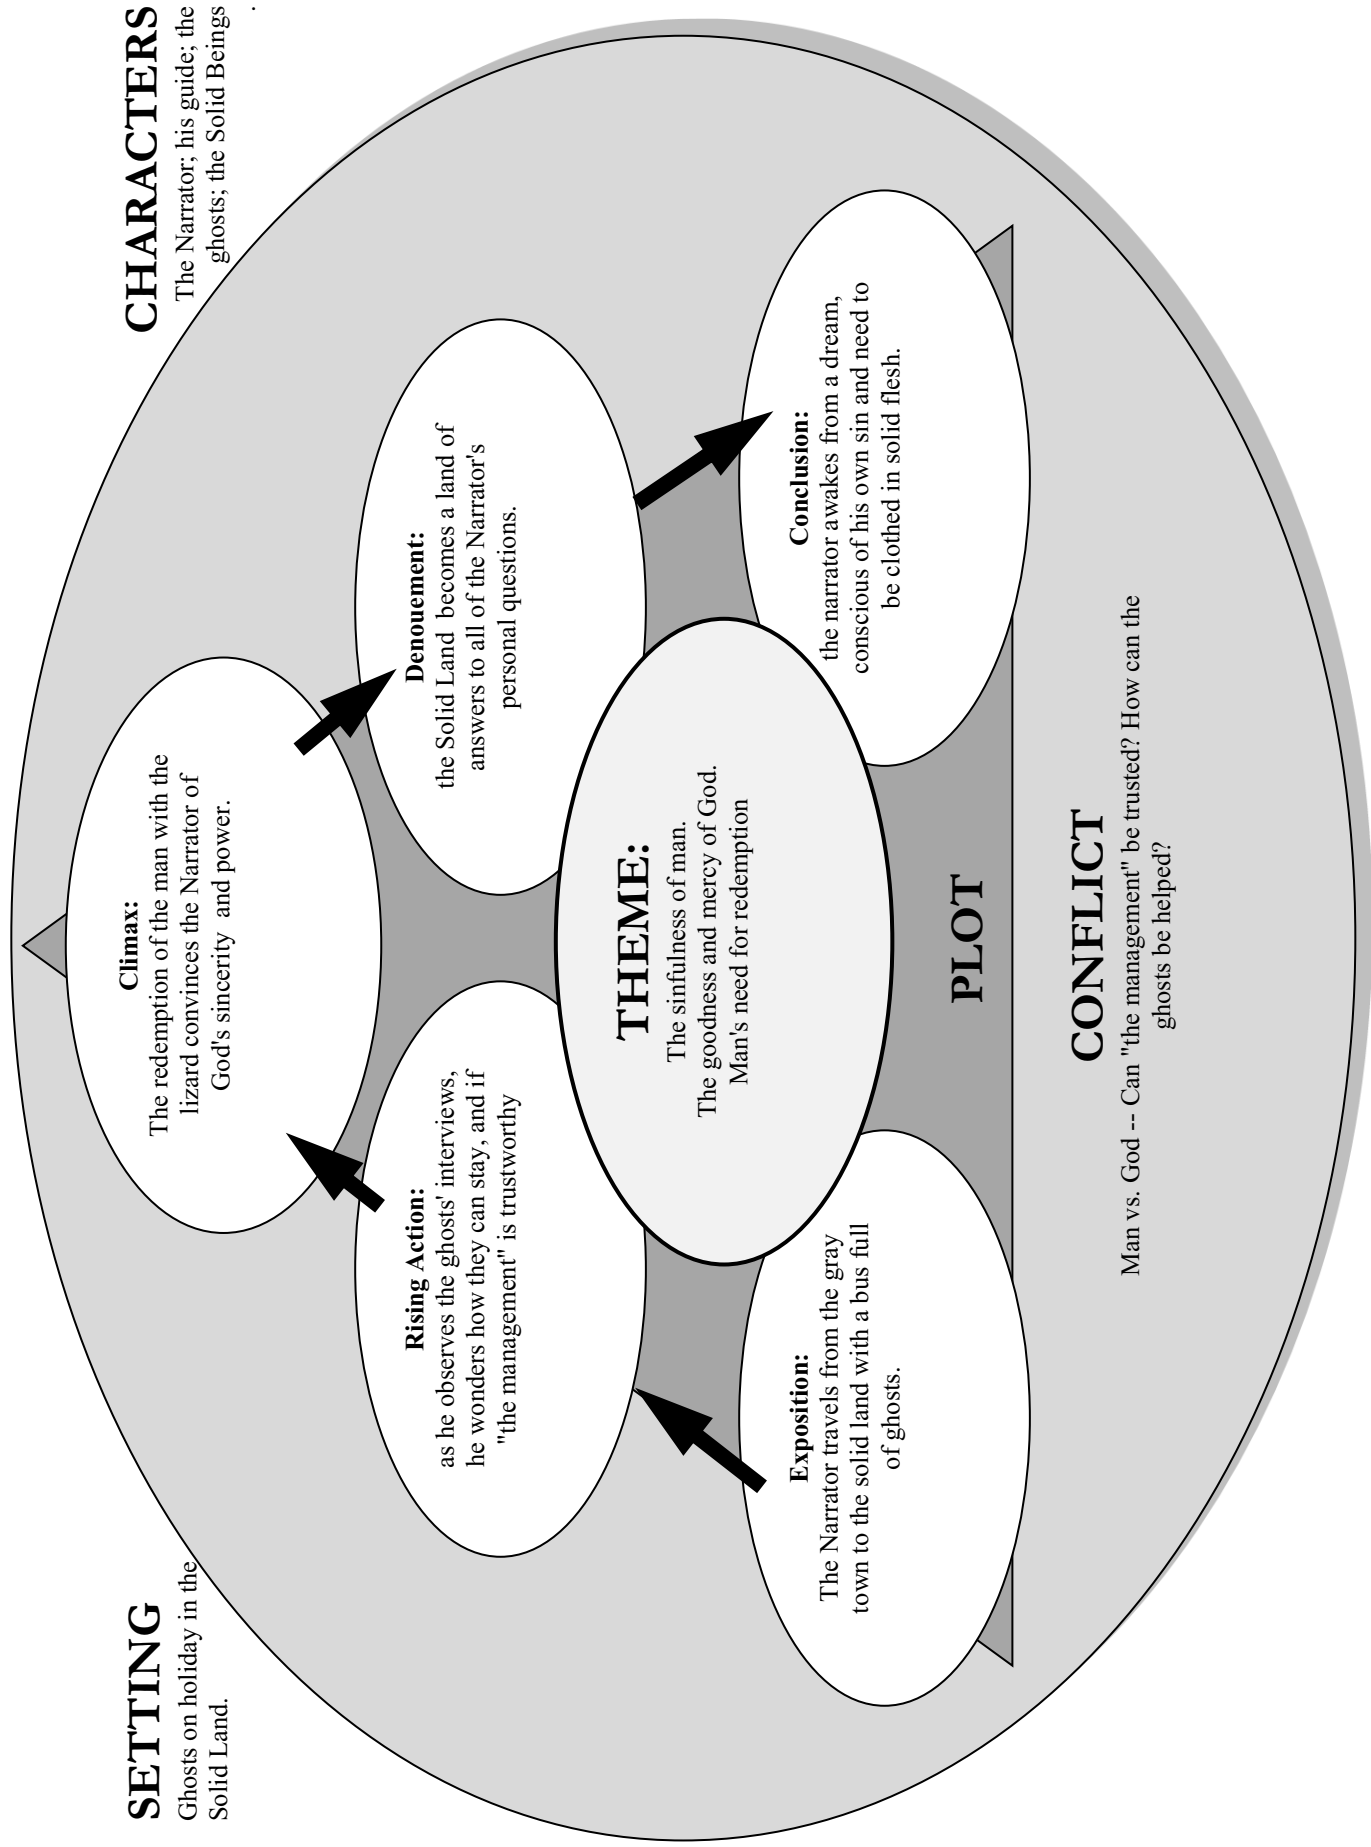 SETTING
Ghosts on holiday in the
Solid Land.
CHARACTERS
The Narrator; his guide; the
ghosts; the Solid Beings
.
Climax:
The redemption of the man with the
lizard convinces the Narrator of
God's sincerity and power.
Rising Action:
as he observes the ghosts' interviews,
he wonders how they can stay, and if
"the management" is trustworthy
Denouement:
the Solid Land becomes a land of
answers to all of the Narrator's
personal questions.
THEME:
The sinfulness of man.
The goodness and mercy of God.
Man's need for redemption
Exposition:
The Narrator travels from the gray
town to the solid land with a bus full
of ghosts.
Conclusion:
the narrator awakes from a dream,
conscious of his own sin and need to
be clothed in solid flesh.
PLOT
CONFLICT
Man vs. God -- Can "the management" be trusted? How can the
ghosts be helped?